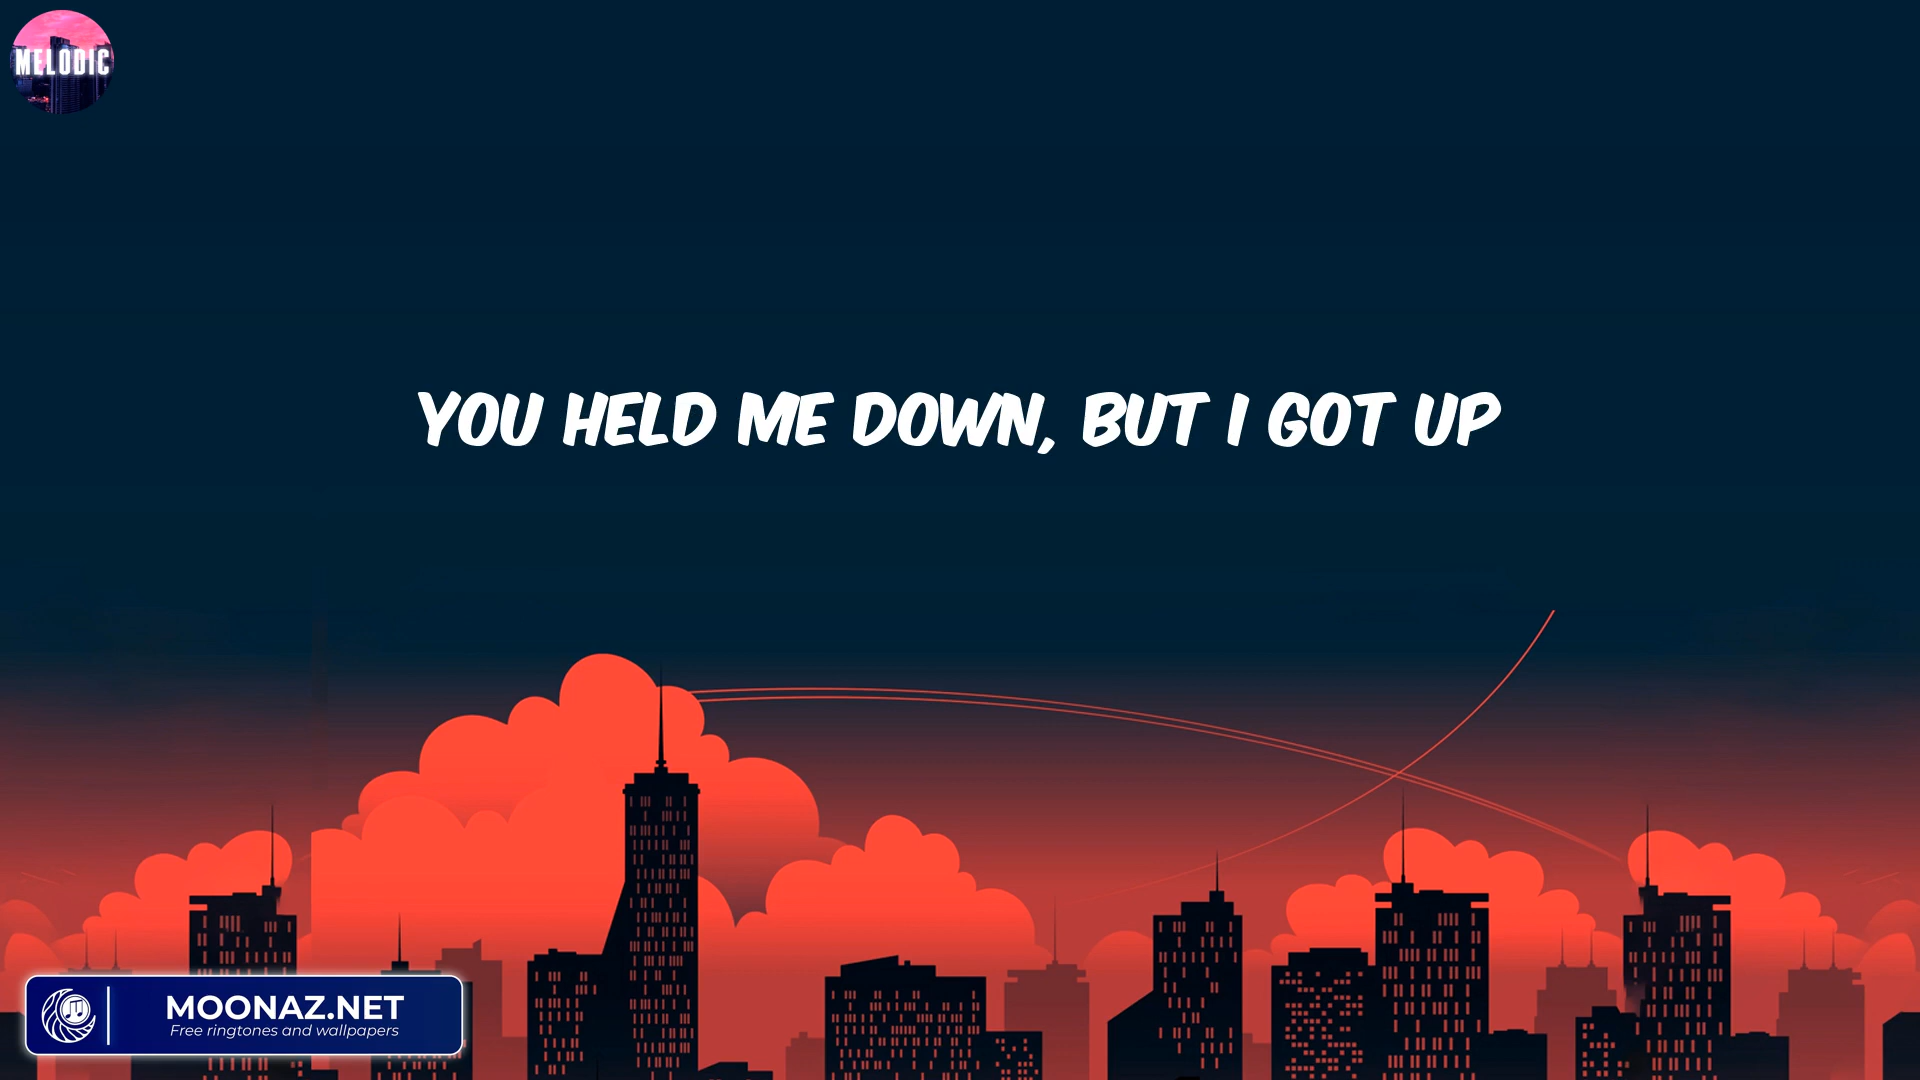 MELODIC
YOU HELD ME DOWN, BUT I GOT UP
MOONAZ.NET
Free ringtones and wallpapers